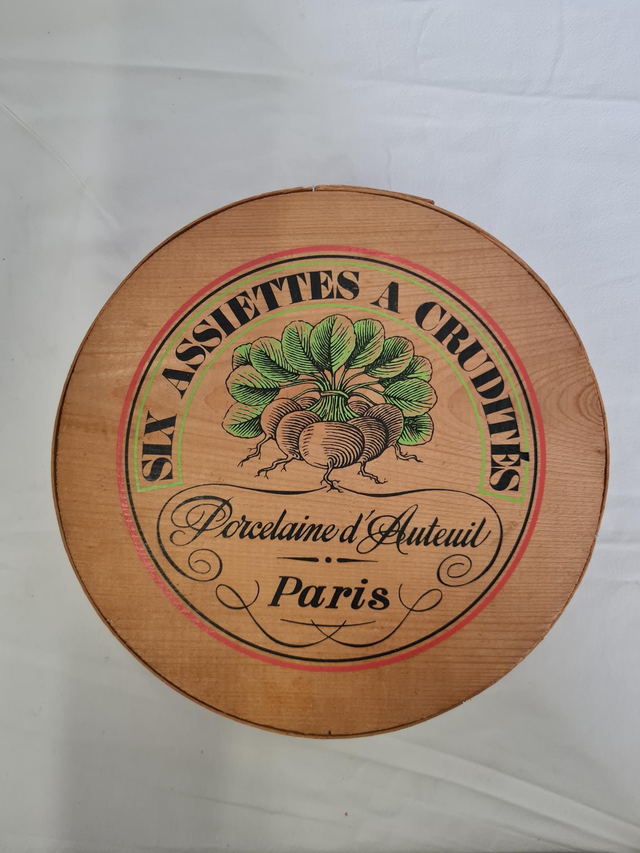 SIX ASSIETTES A CRUDITÉS
Porcelaine d'Auteuil
Paris